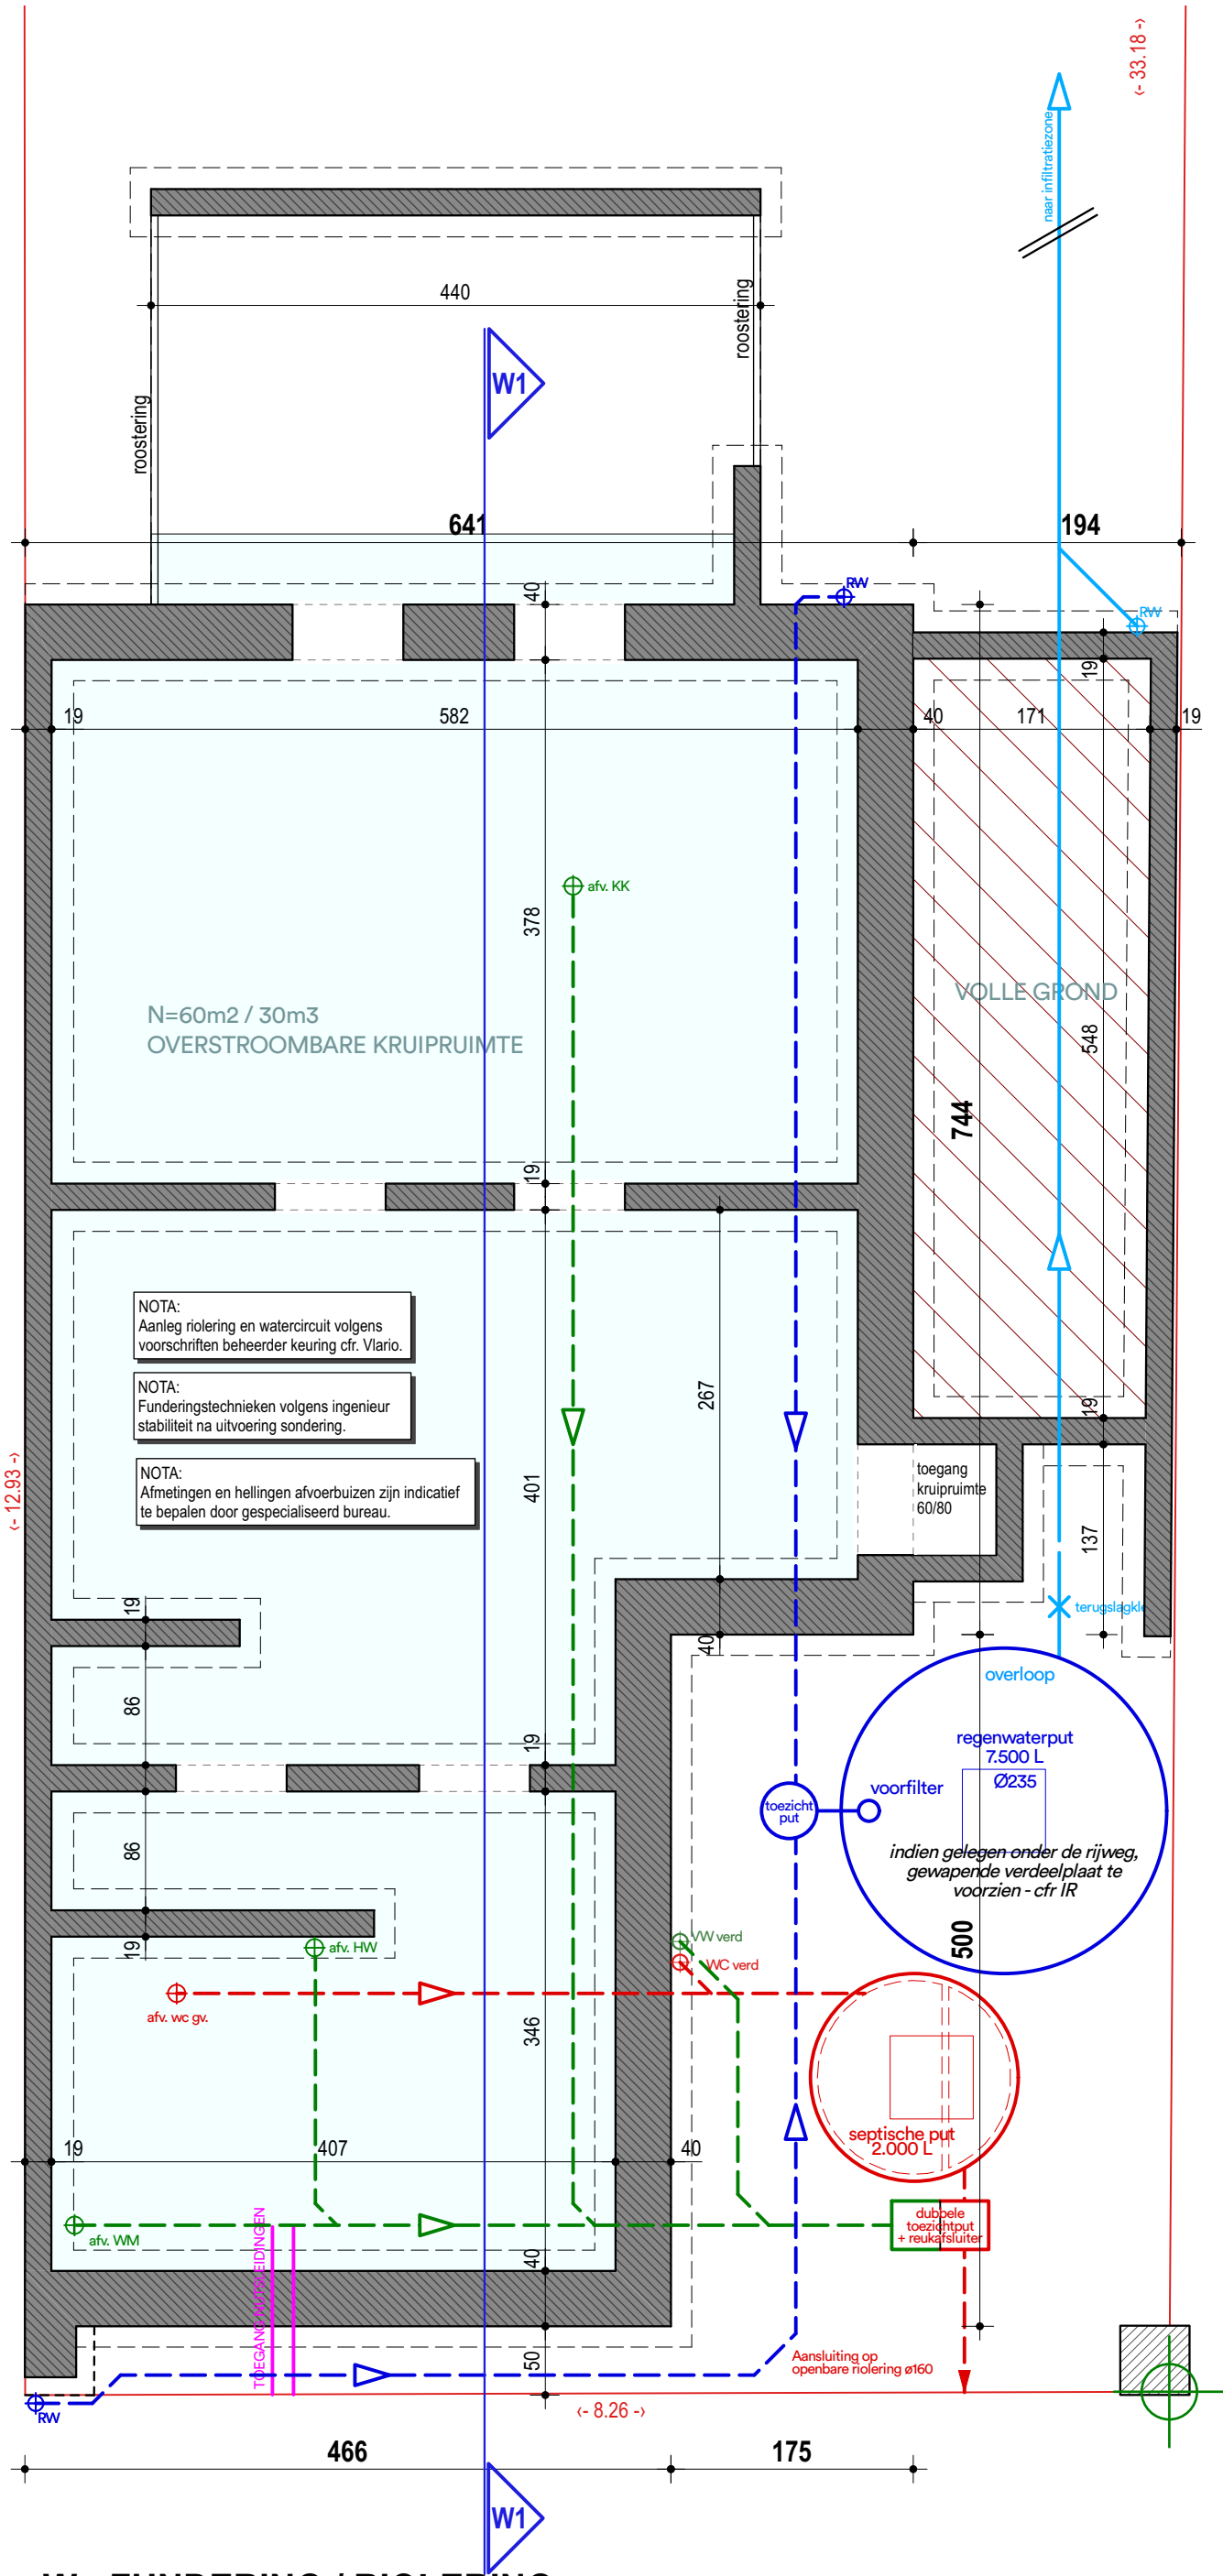 ‹- 33.18 -›
naar infiltratiezone
440
roostering
roostering
W1
641
194
40
RW
RW
19
19
582
40
171
19
afv. KK
378
N=60m2 / 30m3
OVERSTROOMBARE KRUIPRUIMTE
VOLLE GROND
548
744
19
NOTA:
Aanleg riolering en watercircuit volgens
voorschriften beheerder keuring cfr. Vlario.
NOTA:
Funderingstechnieken volgens ingenieur
stabiliteit na uitvoering sondering.
NOTA:
Afmetingen en hellingen afvoerbuizen zijn indicatief
te bepalen door gespecialiseerd bureau.
267
19
‹- 12.93 -›
401
toegang
kruipruimte
60/80
137
19
terugslagkle
40
overloop
86
19
regenwaterput
7.500 L
Ø235
voorfilter
toezicht
put
indien gelegen onder de rijweg,
gewapende verdeelplaat te
voorzien - cfr IR
86
500
19
afv. HW
VW verd
WC verd
afv. wc gv.
346
septische put
2.000 L
19
407
40
afv. WM
TOEGANG NUTSLEIDINGEN
dubbele
toezichtput
+ reukafsluiter
40
50
Aansluiting op
openbare riolering ø160
RW
‹- 8.26 -›
466
175
W1